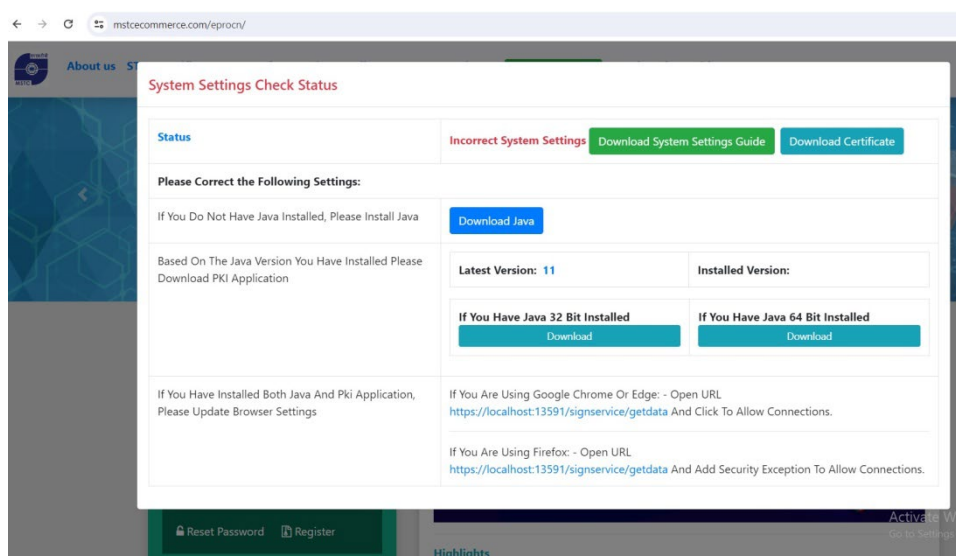 mstcecommerce.com/eprocn/
About us ST
MSTC
System Settings Check Status
Status
Incorrect System Settings Download System Settings Guide Download Certificate
Please Correct the Following Settings:
If You Do Not Have Java Installed, Please Install Java
Download Java
Based On The Java Version You Have Installed Please
Download PKI Application
Latest Version: 11 Installed Version:
If You Have Java 32 Bit Installed If You Have Java 64 Bit Installed
Download Download
If You Have Installed Both Java And Pki Application,
Please Update Browser Settings
If You Are Using Google Chrome Or Edge: - Open URL
https://localhost:13591/signservice/getdata And Click To Allow Connections.
If You Are Using Firefox: - Open URL
https://localhost:13591/signservice/getdata And Add Security Exception To Allow Connections.
Reset Password Register
Activate W
Go to Settings
Highlights